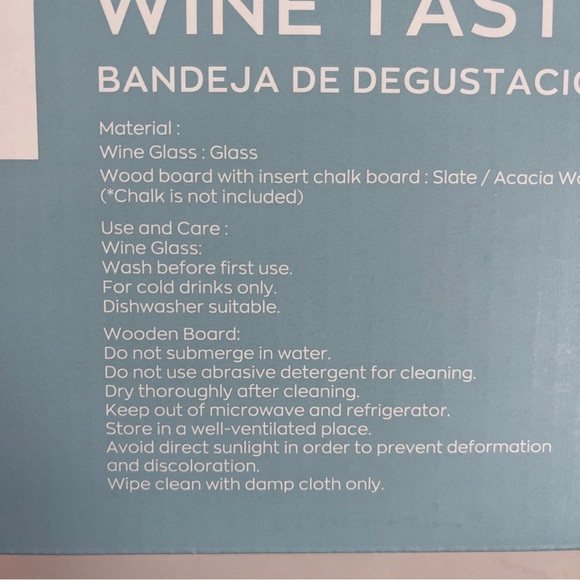 WINE TAST
BANDEJA DE DEGUSTACIÓ
Material :
Wine Glass : Glass
Wood board with insert chalk board : Slate / Acacia Wo
(*Chalk is not included)
Use and Care :
Wine Glass:
Wash before first use.
For cold drinks only.
Dishwasher suitable.
Wooden Board:
Do not submerge in water.
Do not use abrasive detergent for cleaning.
Dry thoroughly after cleaning.
Keep out of microwave and refrigerator.
Store in a well-ventilated place.
Avoid direct sunlight in order to prevent deformation
and discoloration.
Wipe clean with damp cloth only.